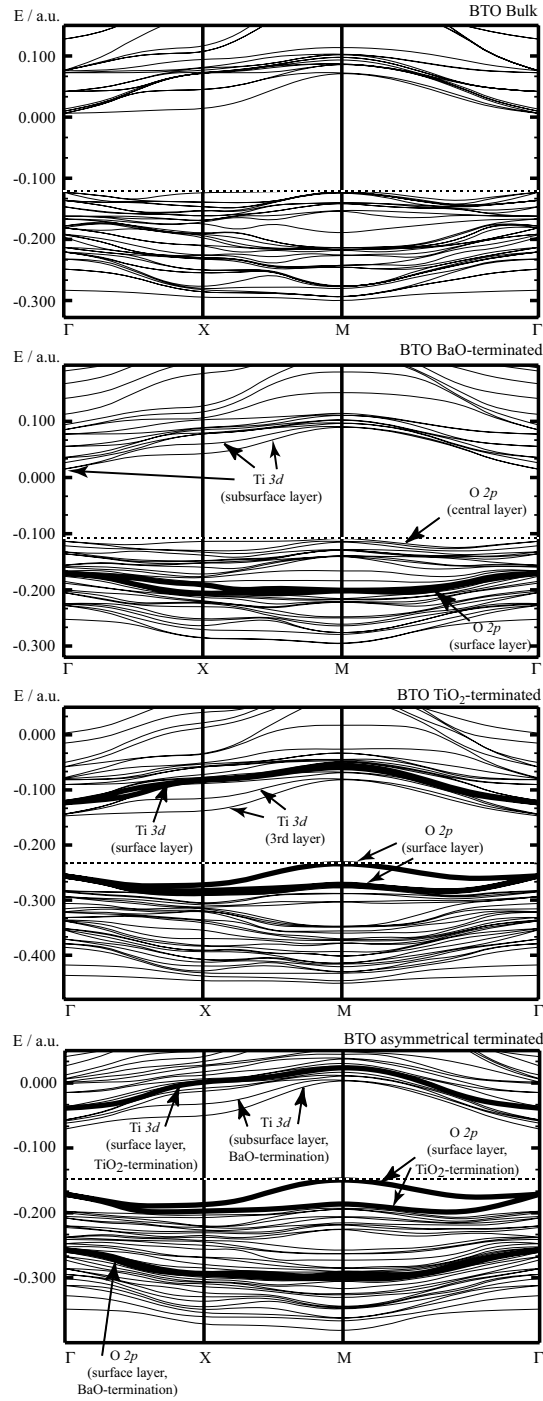 BTO Bulk
E / a.u.
0.100
0.000
-0.100
-0.200
-0.300
Γ X M Γ
BTO BaO-terminated
E / a.u.
0.100
0.000
-0.100
-0.200
-0.300
Ti 3d
(subsurface layer)
O 2p
(central layer)
O 2p
(surface layer)
Γ X M Γ
BTO TiO₂-terminated
E / a.u.
0.000
-0.100
-0.200
-0.300
-0.400
Ti 3d
(surface layer)
Ti 3d
(3rd layer)
O 2p
(surface layer)
Γ X M Γ
BTO asymmetrical terminated
E / a.u.
0.000
-0.100
-0.200
-0.300
Ti 3d
(surface layer,
TiO₂-termination)
Ti 3d
(subsurface layer,
BaO-termination)
O 2p
(surface layer,
TiO₂-termination)
Γ X M Γ
O 2p
(surface layer,
BaO-termination)